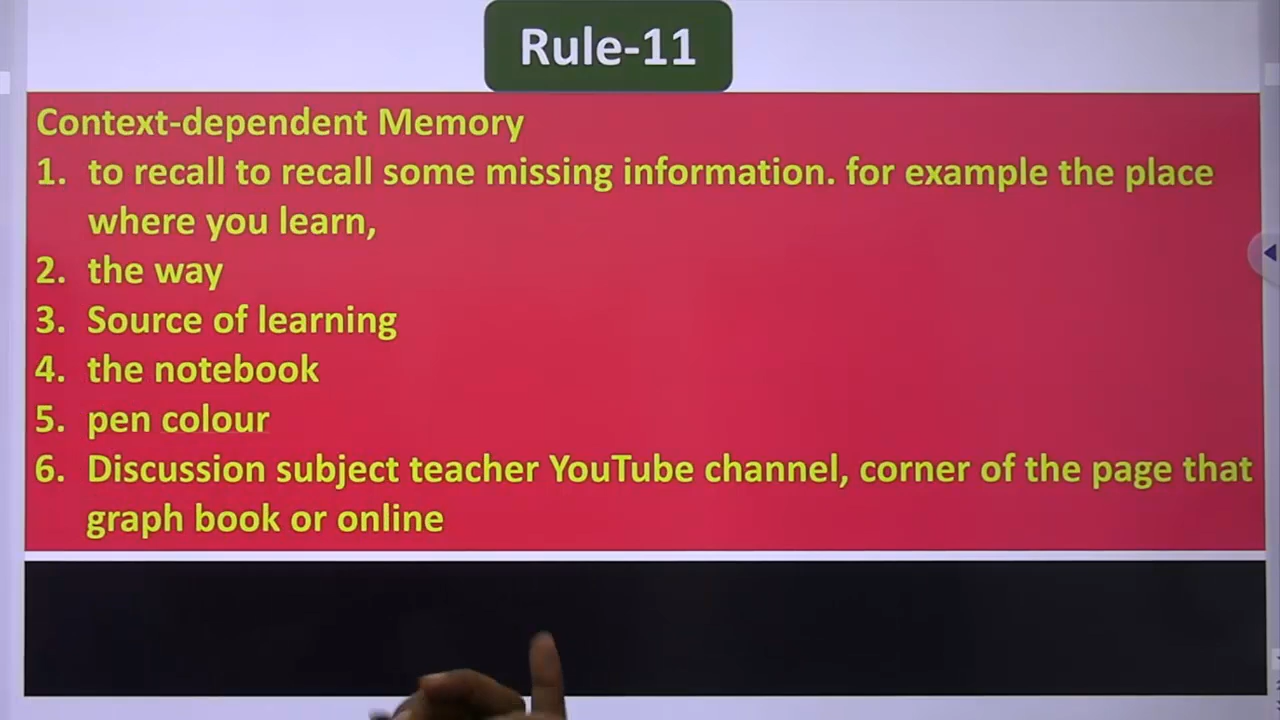 Rule-11
Context-dependent Memory
1. to recall to recall some missing information. for example the place
where you learn,
2. the way
3. Source of learning
4. the notebook
5. pen colour
6. Discussion subject teacher YouTube channel, corner of the page that
graph book or online